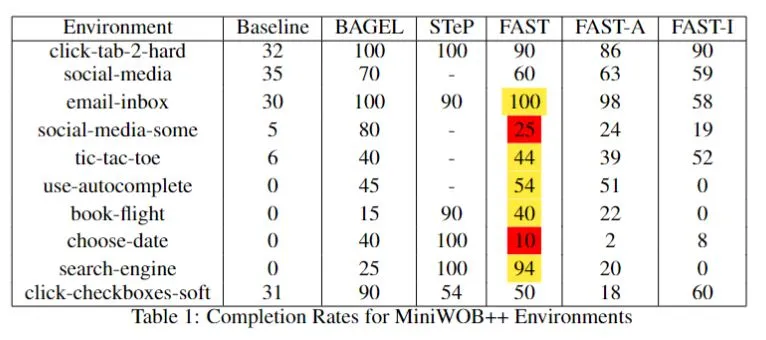 Environment Baseline BAGEL STeP FAST FAST-A FAST-I
click-tab-2-hard 32 100 100 90 86 90
social-media 35 70 - 60 63 59
email-inbox 30 100 90 100 98 58
social-media-some 5 80 - 25 24 19
tic-tac-toe 6 40 - 44 39 52
use-autocomplete 0 45 - 54 51 0
book-flight 0 15 90 40 22 0
choose-date 0 40 100 10 2 8
search-engine 0 25 100 94 20 0
click-checkboxes-soft 31 90 54 50 18 60
Table 1: Completion Rates for MiniWOB++ Environments